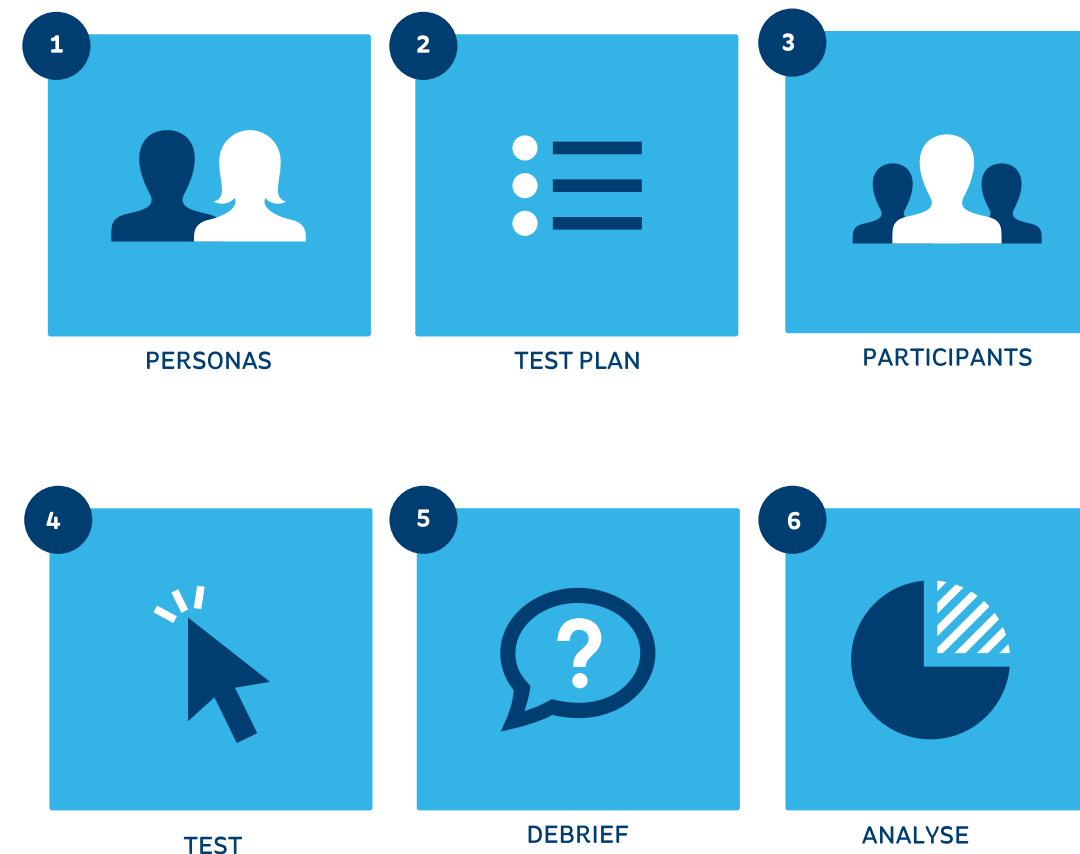 1
2
3
PERSONAS
TEST PLAN
PARTICIPANTS
4
5
6
?
TEST
DEBRIEF
ANALYSE